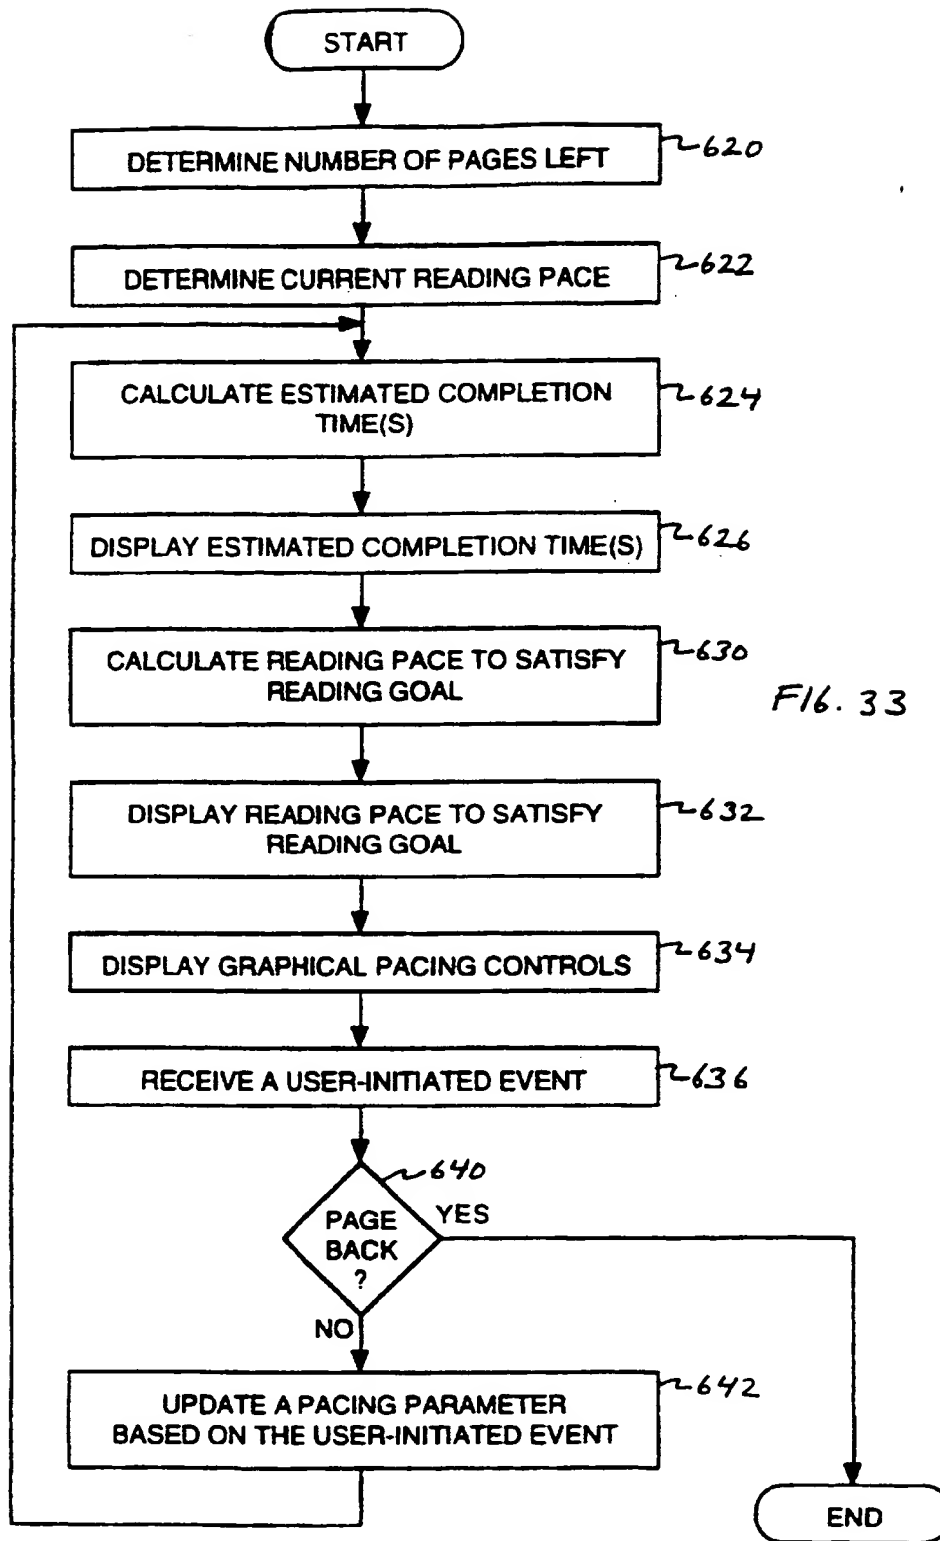 START
DETERMINE NUMBER OF PAGES LEFT
620
DETERMINE CURRENT READING PACE
622
CALCULATE ESTIMATED COMPLETION
TIME(S)
624
DISPLAY ESTIMATED COMPLETION TIME(S)
626
CALCULATE READING PACE TO SATISFY
READING GOAL
630
FIG. 33
DISPLAY READING PACE TO SATISFY
READING GOAL
632
DISPLAY GRAPHICAL PACING CONTROLS
634
RECEIVE A USER-INITIATED EVENT
636
640
PAGE
BACK
?
YES
NO
UPDATE A PACING PARAMETER
BASED ON THE USER-INITIATED EVENT
642
END